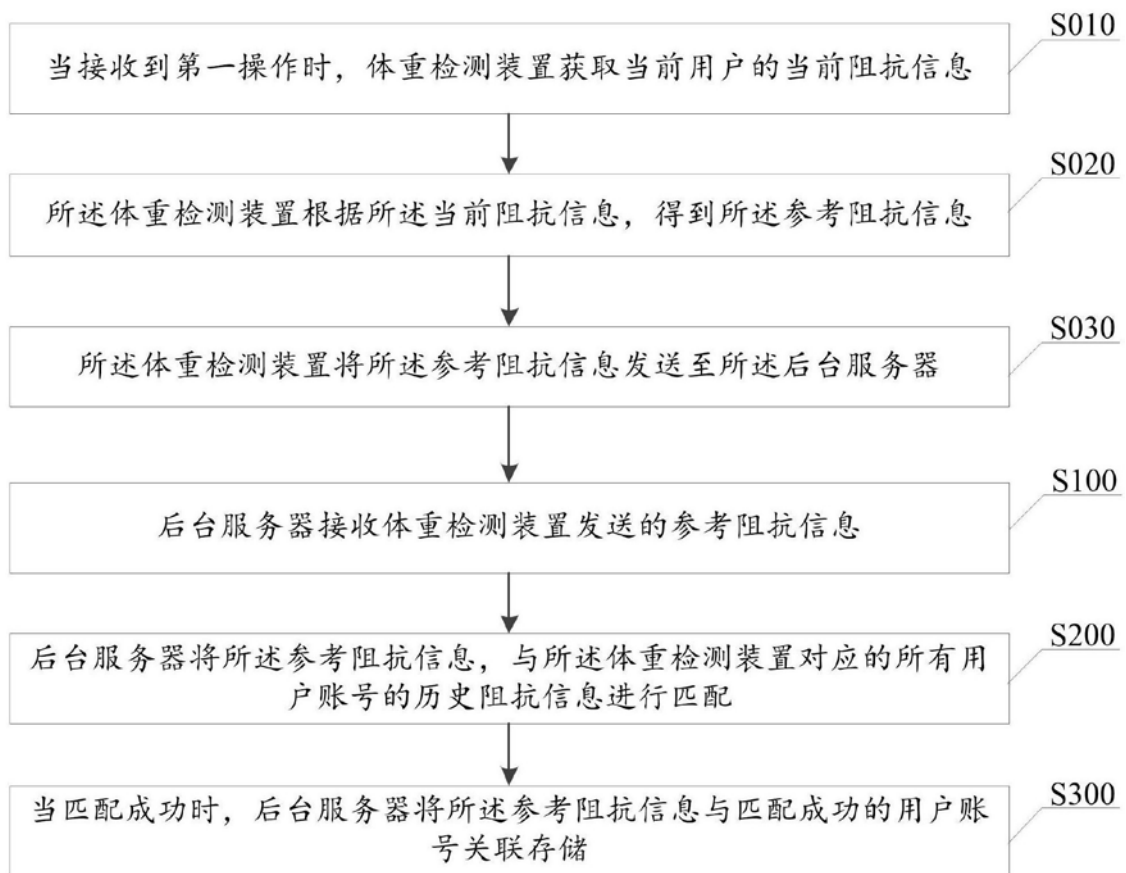 S010
当接收到第一操作时，体重检测装置获取当前用户的当前阻抗信息
S020
所述体重检测装置根据所述当前阻抗信息，得到所述参考阻抗信息
S030
所述体重检测装置将所述参考阻抗信息发送至所述后台服务器
S100
后台服务器接收体重检测装置发送的参考阻抗信息
S200
后台服务器将所述参考阻抗信息，与所述体重检测装置对应的所有用
户账号的历史阻抗信息进行匹配
S300
当匹配成功时，后台服务器将所述参考阻抗信息与匹配成功的用户账
号关联存储